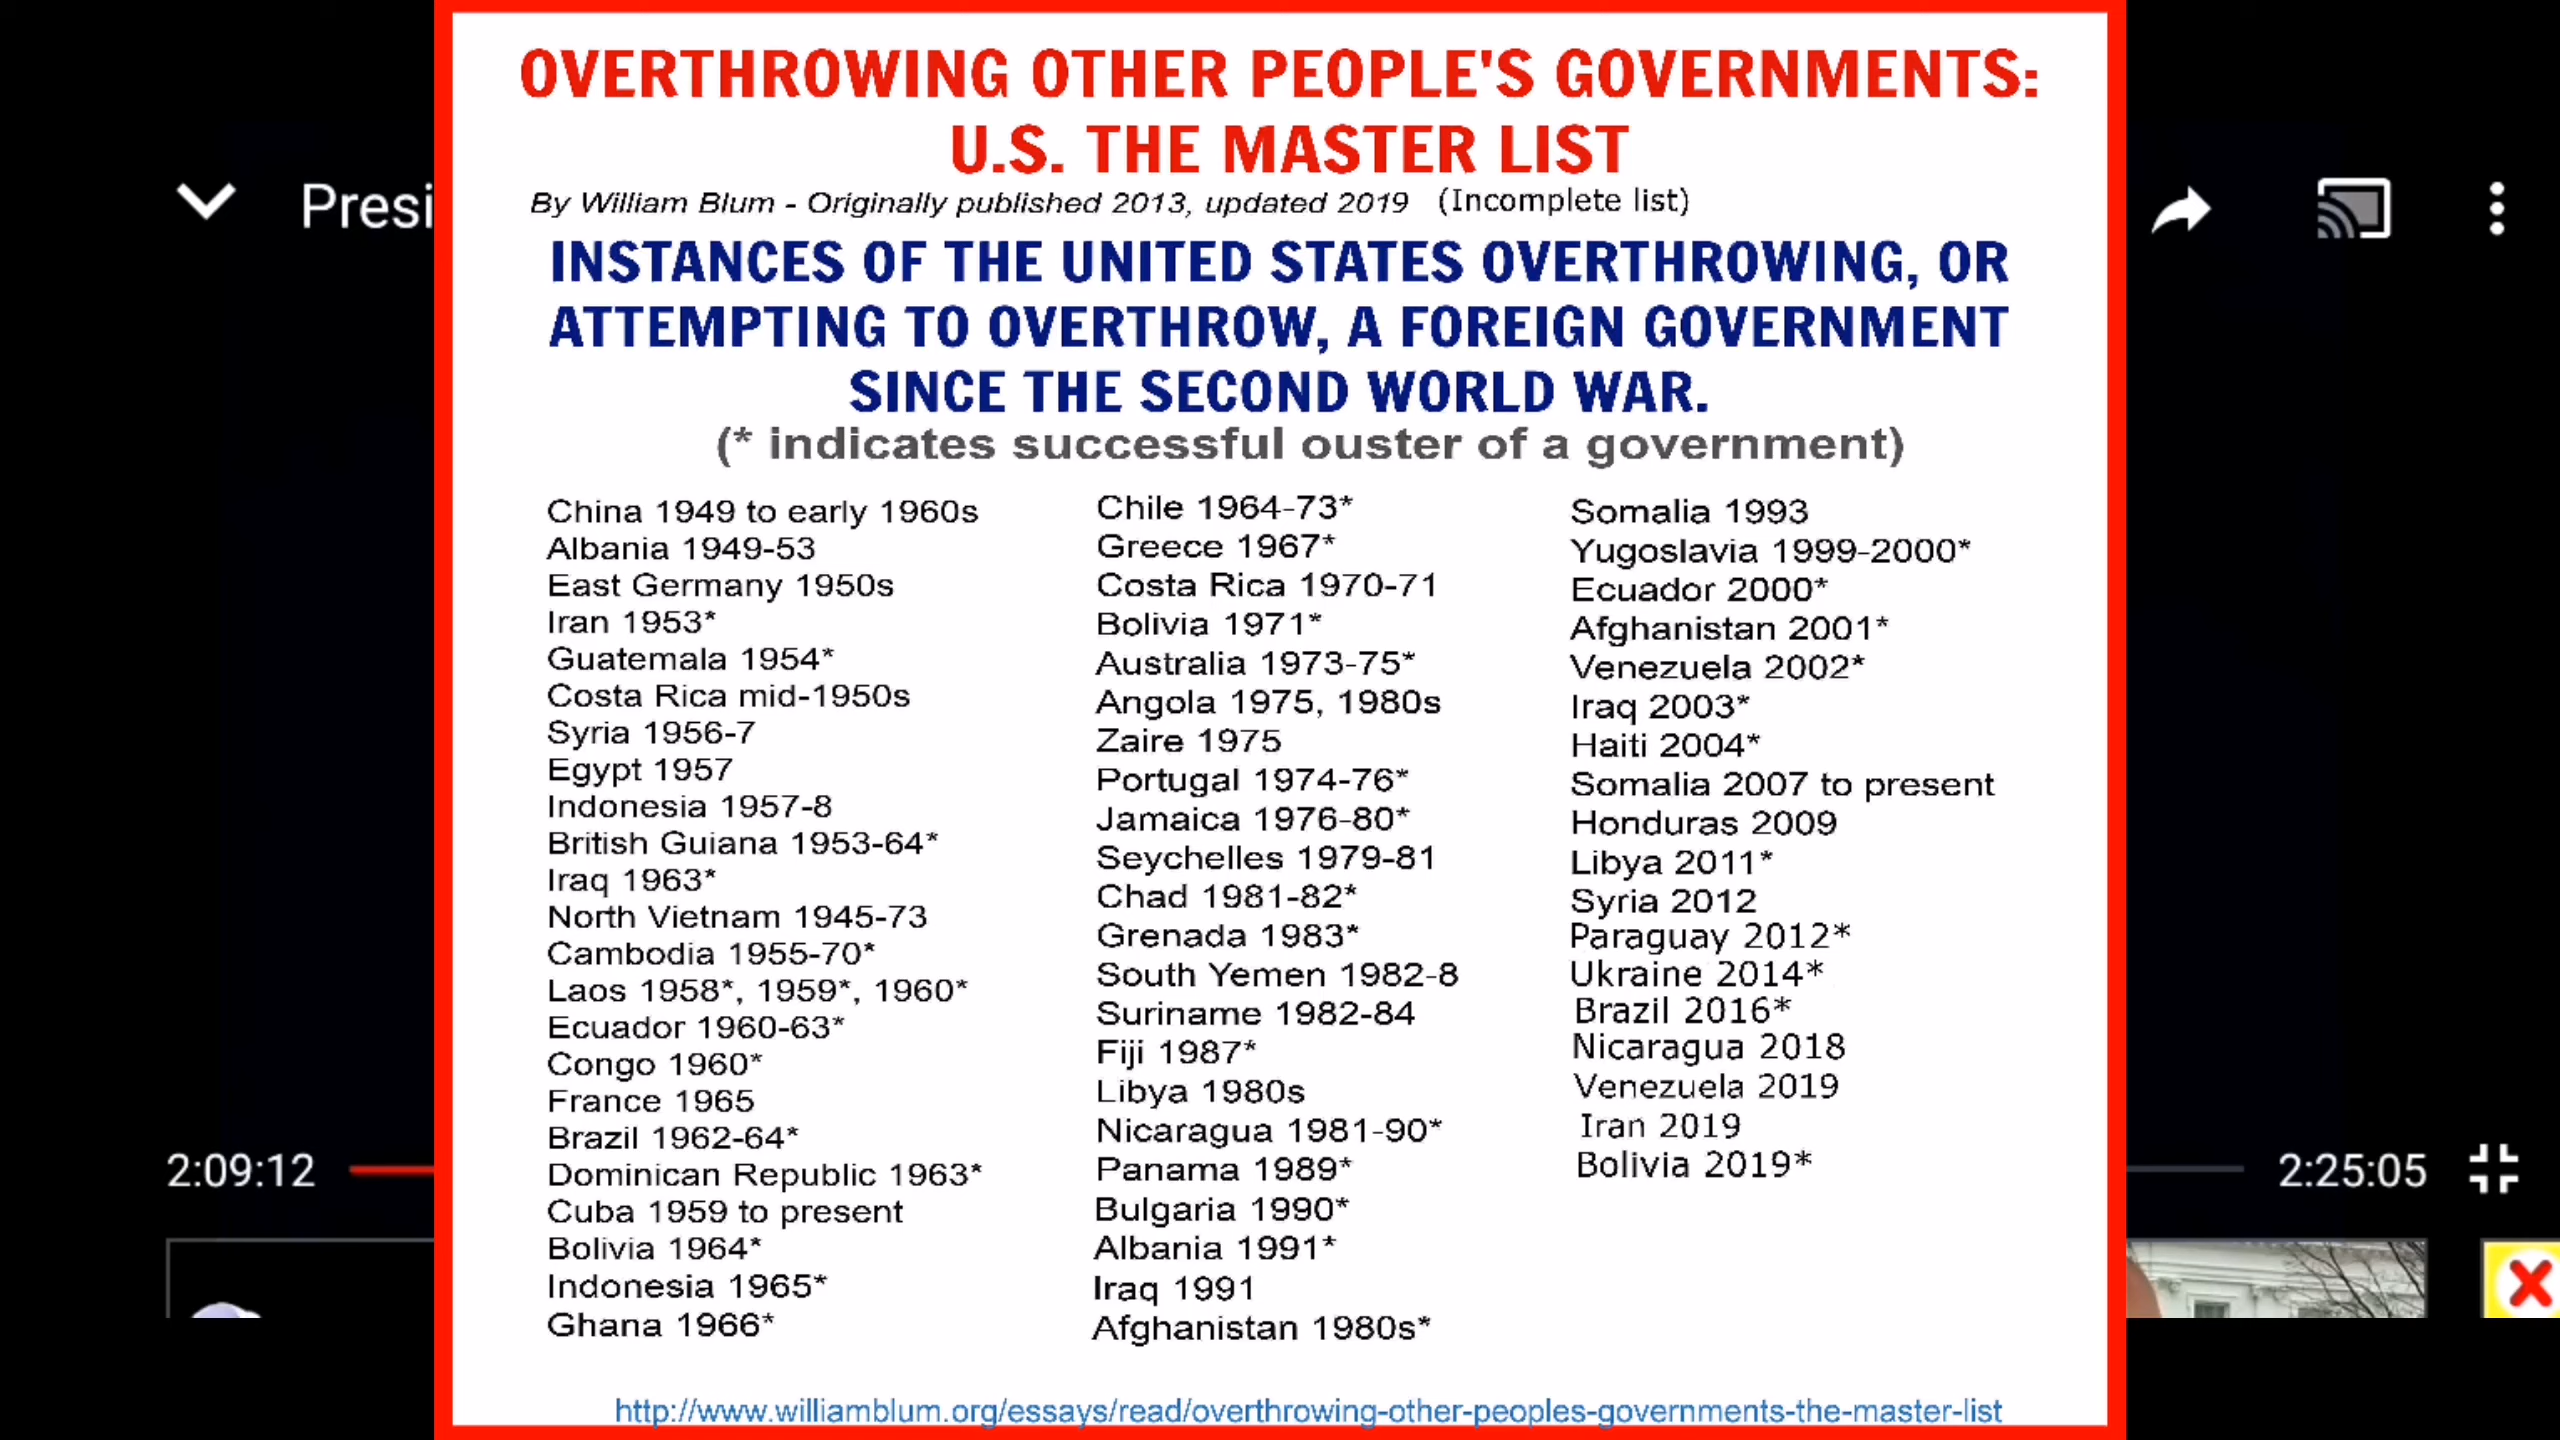 OVERTHROWING OTHER PEOPLE'S GOVERNMENTS:
U.S. THE MASTER LIST
By William Blum - Originally published 2013, updated 2019 (Incomplete list)
INSTANCES OF THE UNITED STATES OVERTHROWING, OR
ATTEMPTING TO OVERTHROW, A FOREIGN GOVERNMENT
SINCE THE SECOND WORLD WAR.
(* indicates successful ouster of a government)
China 1949 to early 1960s
Albania 1949-53
East Germany 1950s
Iran 1953*
Guatemala 1954*
Costa Rica mid-1950s
Syria 1956-7
Egypt 1957
Indonesia 1957-8
British Guiana 1953-64*
Iraq 1963*
North Vietnam 1945-73
Cambodia 1955-70*
Laos 1958*, 1959*, 1960*
Ecuador 1960-63*
Congo 1960*
France 1965
Brazil 1962-64*
Dominican Republic 1963*
Cuba 1959 to present
Bolivia 1964*
Indonesia 1965*
Ghana 1966*
Chile 1964-73*
Greece 1967*
Costa Rica 1970-71
Bolivia 1971*
Australia 1973-75*
Angola 1975, 1980s
Zaire 1975
Portugal 1974-76*
Jamaica 1976-80*
Seychelles 1979-81
Chad 1981-82*
Grenada 1983*
South Yemen 1982-8
Suriname 1982-84
Fiji 1987*
Libya 1980s
Nicaragua 1981-90*
Panama 1989*
Bulgaria 1990*
Albania 1991*
Iraq 1991
Afghanistan 1980s*
Somalia 1993
Yugoslavia 1999-2000*
Ecuador 2000*
Afghanistan 2001*
Venezuela 2002*
Iraq 2003*
Haiti 2004*
Somalia 2007 to present
Honduras 2009
Libya 2011*
Syria 2012
Paraguay 2012*
Ukraine 2014*
Brazil 2016*
Nicaragua 2018
Venezuela 2019
Iran 2019
Bolivia 2019*
http://www.williamblum.org/essays/read/overthrowing-other-peoples-governments-the-master-list
Presi
2:09:12
2:25:05